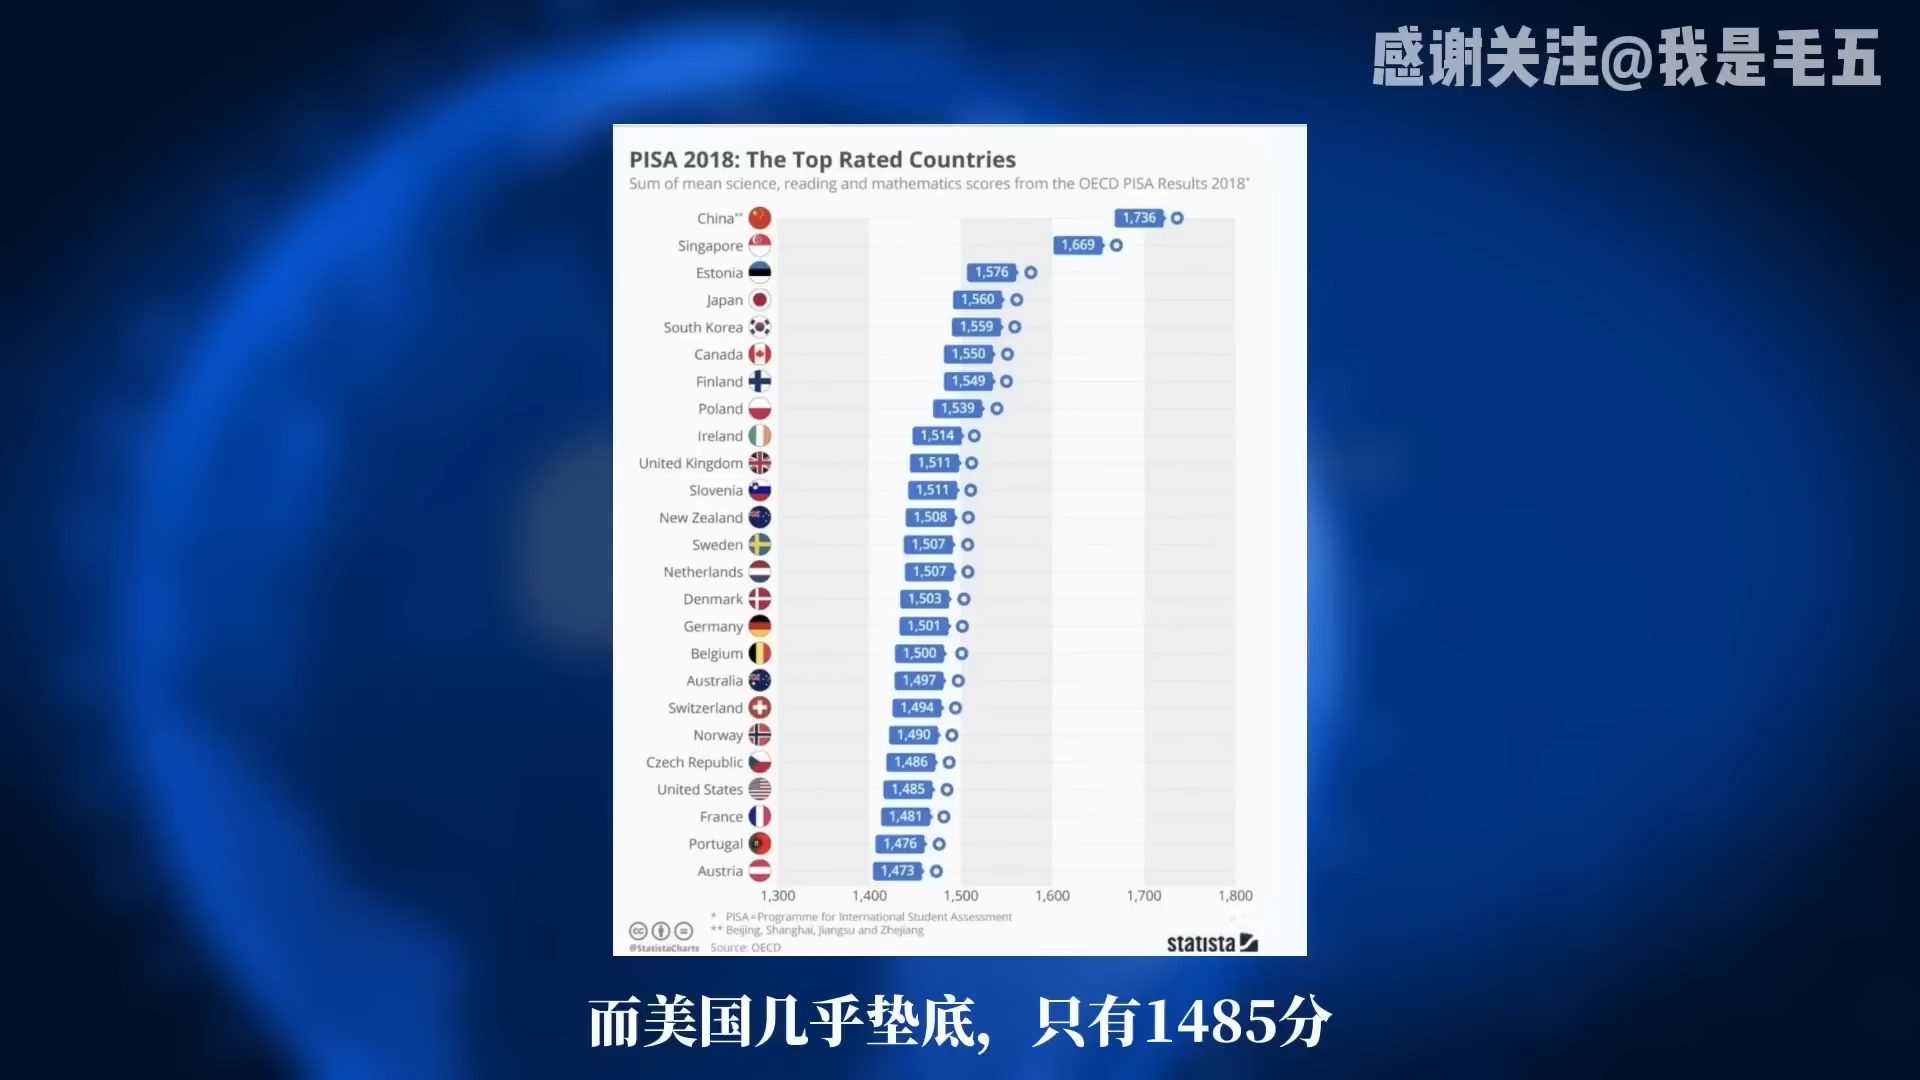 感谢关注@我是毛五
PISA 2018: The Top Rated Countries
Sum of mean science, reading and mathematics scores from the OECD PISA Results 2018*
China** 1,736
Singapore 1,669
Estonia 1,576
Japan 1,560
South Korea 1,559
Canada 1,550
Finland 1,549
Poland 1,539
Ireland 1,514
United Kingdom 1,511
Slovenia 1,511
New Zealand 1,508
Sweden 1,507
Netherlands 1,507
Denmark 1,503
Germany 1,501
Belgium 1,500
Australia 1,497
Switzerland 1,494
Norway 1,490
Czech Republic 1,486
United States 1,485
France 1,481
Portugal 1,476
Austria 1,473
1,300 1,400 1,500 1,600 1,700 1,800
* PISA=Programme for International Student Assessment
** Beijing, Shanghai, Jiangsu and Zhejiang
@StatistaCharts Source: OECD
statista
而美国几乎垫底，只有1485分